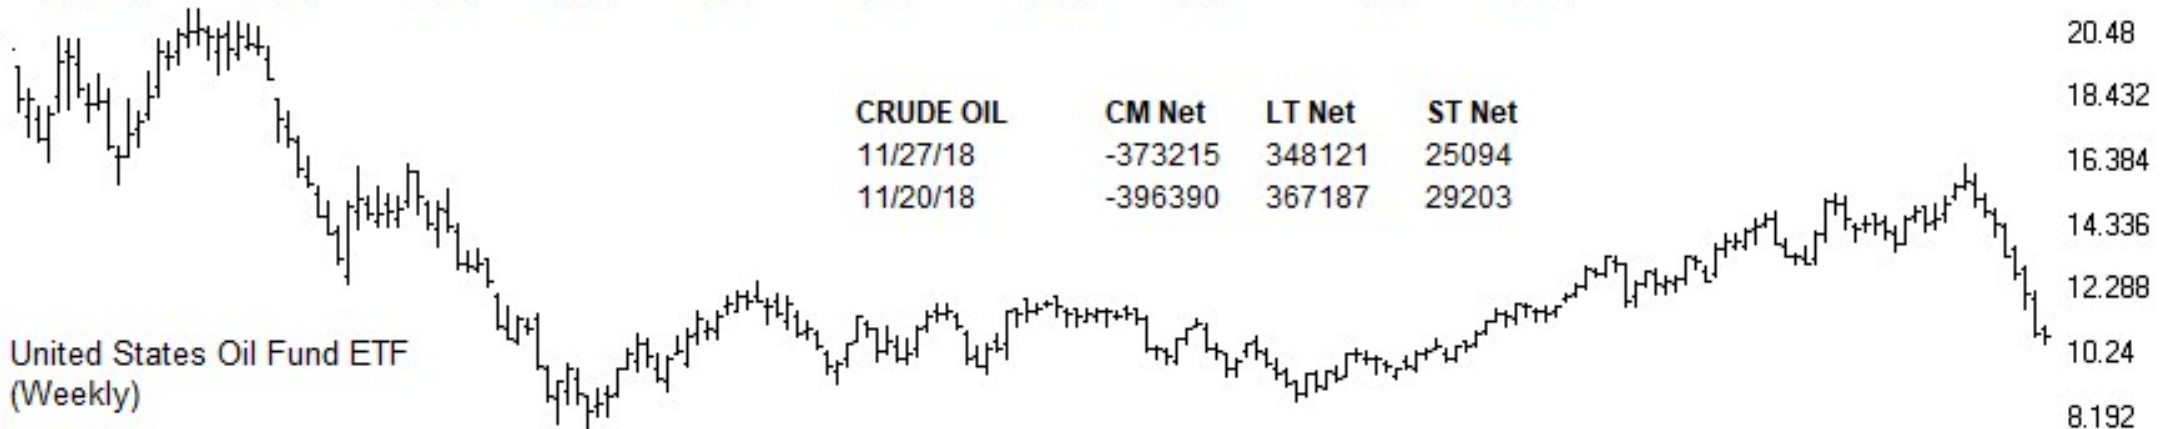 20.48
18.432
CRUDE OIL CM Net LT Net ST Net
11/27/18 -373215 348121 25094
16.384
11/20/18 -396390 367187 29203
14.336
12.288
United States Oil Fund ETF
10.24
(Weekly)
8.192